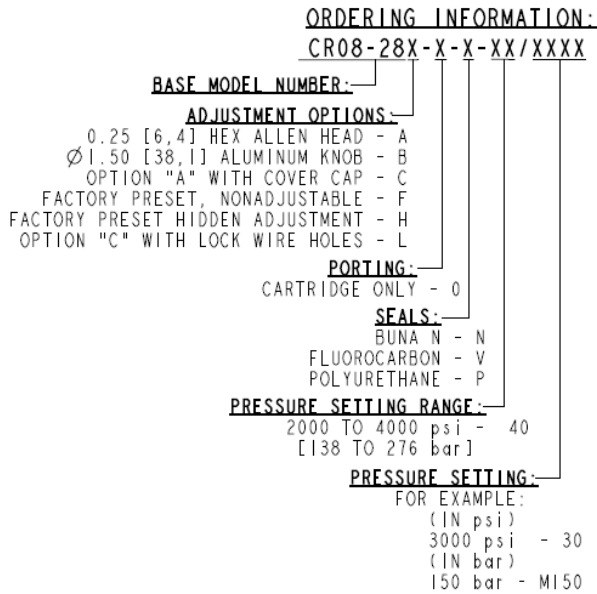 ORDERING INFORMATION:
CR08-28X-X-X-XX/XXXX
BASE MODEL NUMBER:
ADJUSTMENT OPTIONS:
0.25 [6,4] HEX ALLEN HEAD - A
Ø1.50 [38,1] ALUMINUM KNOB - B
OPTION "A" WITH COVER CAP - C
FACTORY PRESET, NONADJUSTABLE - F
FACTORY PRESET HIDDEN ADJUSTMENT - H
OPTION "C" WITH LOCK WIRE HOLES - L
PORTING:
CARTRIDGE ONLY - 0
SEALS:
BUNA N - N
FLUOROCARBON - V
POLYURETHANE - P
PRESSURE SETTING RANGE:
2000 TO 4000 psi - 40
[138 TO 276 bar]
PRESSURE SETTING:
FOR EXAMPLE:
(IN psi)
3000 psi - 30
(IN bar)
150 bar - M150